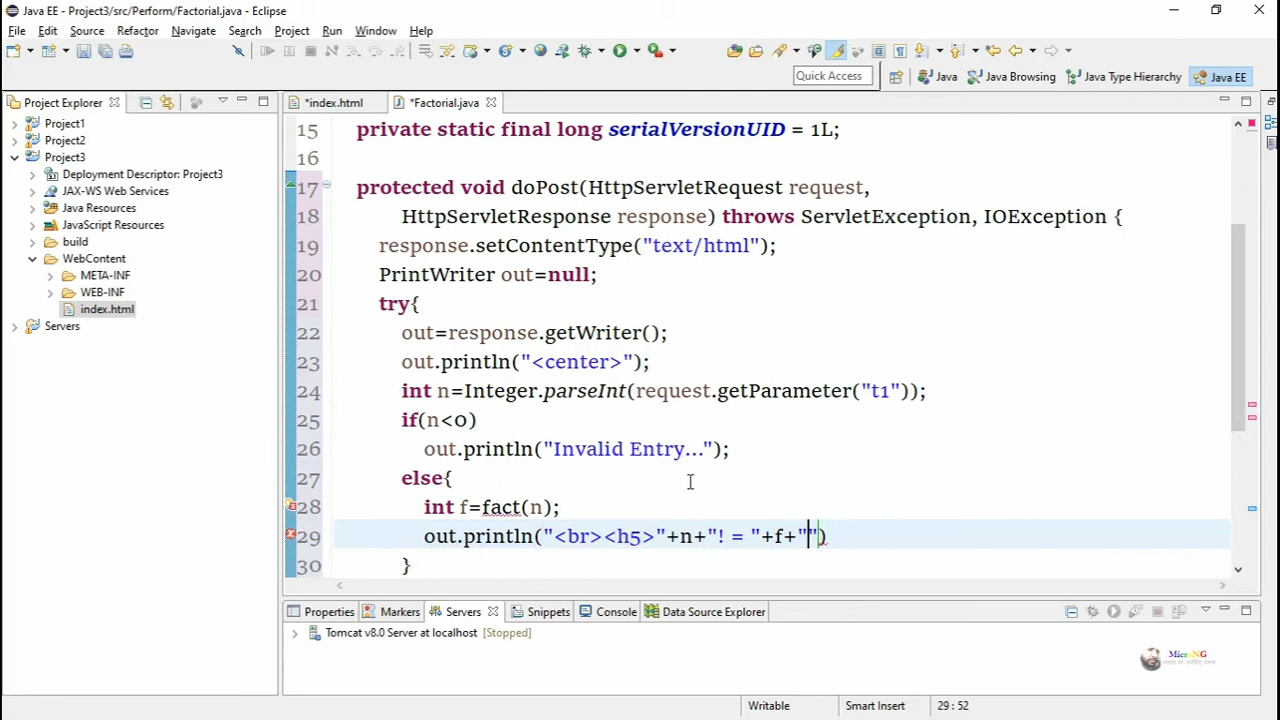 Java EE - Project3/src/Perform/Factorial.java - Eclipse
File Edit Source Refactor Navigate Search Project Run Window Help
Quick Access Java Java Browsing Java Type Hierarchy Java EE
Project Explorer
Project1
Project2
Project3
Deployment Descriptor: Project3
JAX-WS Web Services
Java Resources
JavaScript Resources
build
WebContent
META-INF
WEB-INF
index.html
Servers
*index.html *Factorial.java
15 private static final long serialVersionUID = 1L;
16
17 protected void doPost(HttpServletRequest request,
18 HttpServletResponse response) throws ServletException, IOException {
19 response.setContentType("text/html");
20 PrintWriter out=null;
21 try{
22 out=response.getWriter();
23 out.println("<center>");
24 int n=Integer.parseInt(request.getParameter("t1"));
25 if(n<0)
26 out.println("Invalid Entry...");
27 else{
28 int f=fact(n);
29 out.println("<br><h5>"+n+"! = "+f+"")
30 }
Properties Markers Servers Snippets Console Data Source Explorer
Tomcat v8.0 Server at localhost [Stopped]
Writable Smart Insert 29 : 52